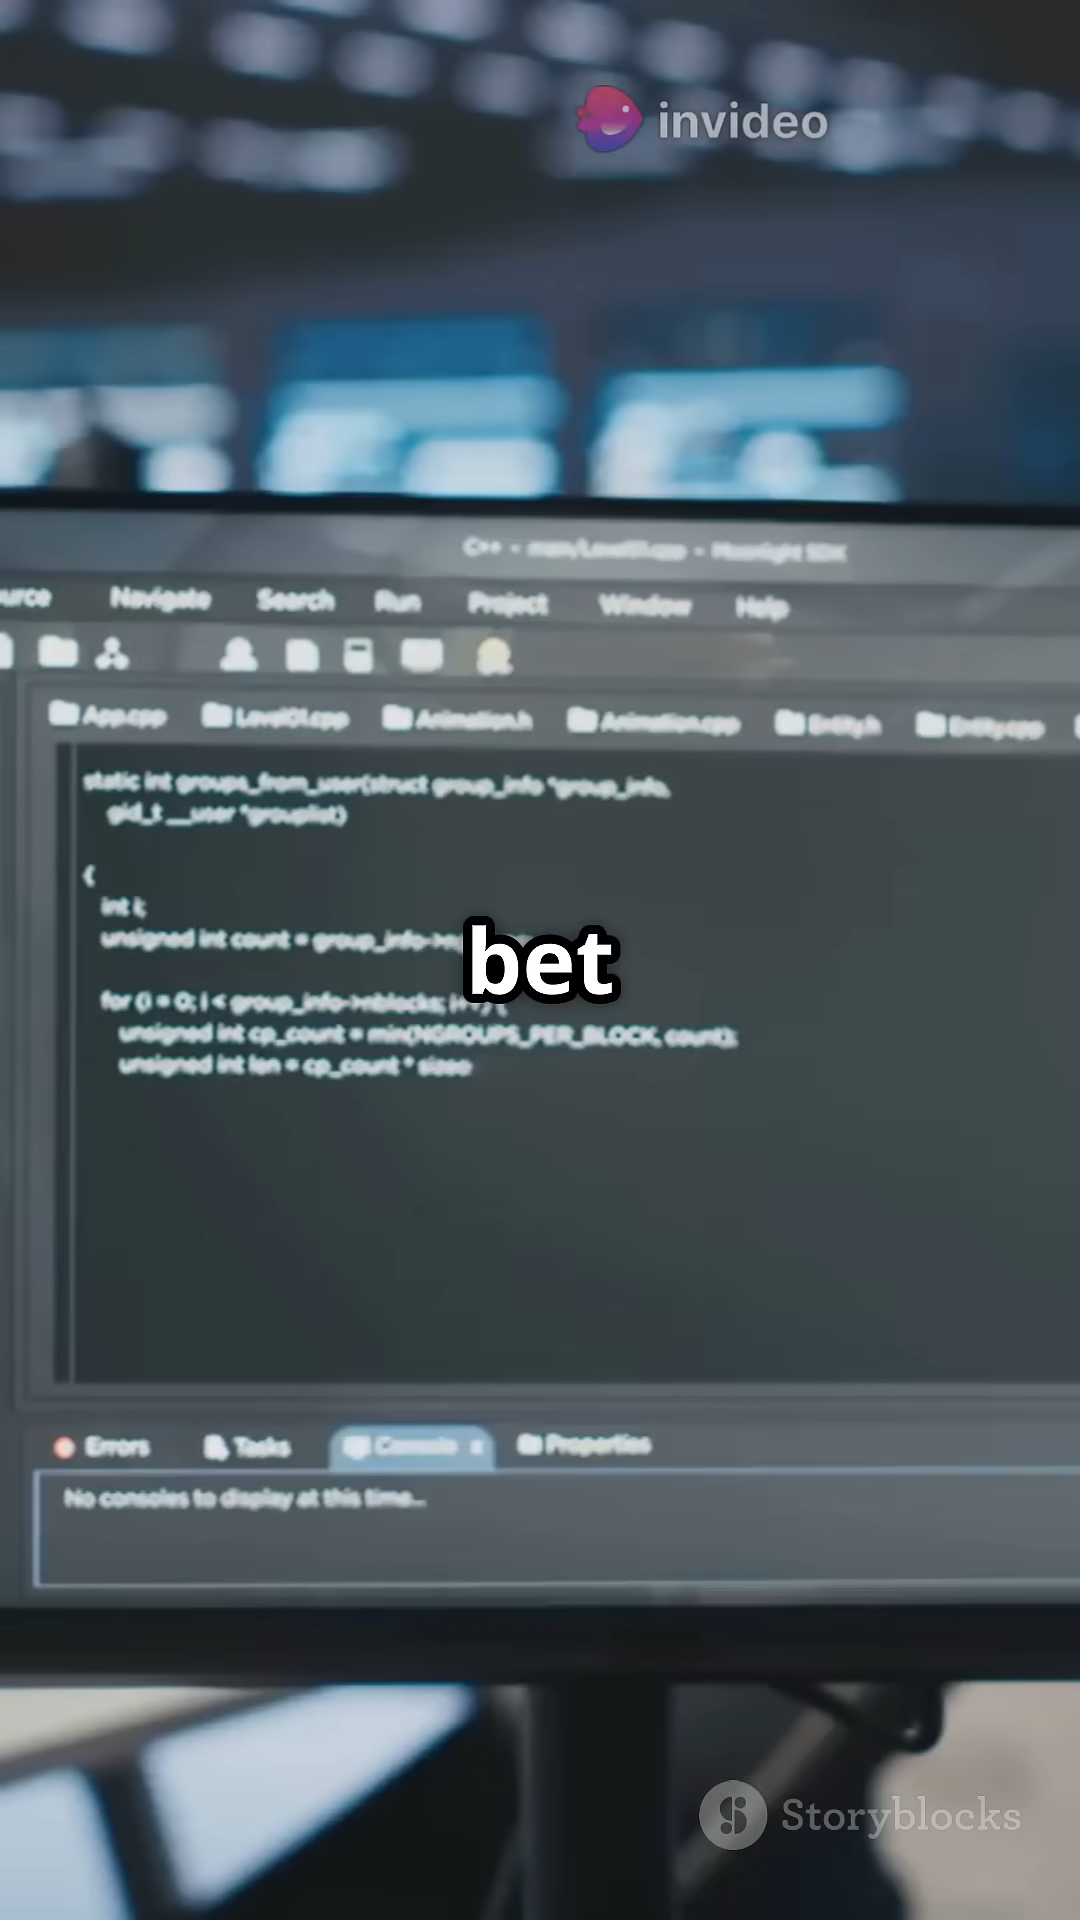 invideo
C++ - main/Level01.cpp - Moonlight SDK
Navigate Search Run Project Window Help
App.cpp Level01.cpp Animation.h Animation.cpp Entity.h Entity.cpp
static int groups_from_user(struct group_info *group_info,
gid_t __user *grouplist)
{
int i;
unsigned int count = group_info->
bet
for (i = 0; i < group_info->nblocks; i++) {
unsigned int cp_count = min(NGROUPS_PER_BLOCK, count);
unsigned int len = cp_count * sizeo
Errors Tasks Console x Properties
No consoles to display at this time...
Storyblocks